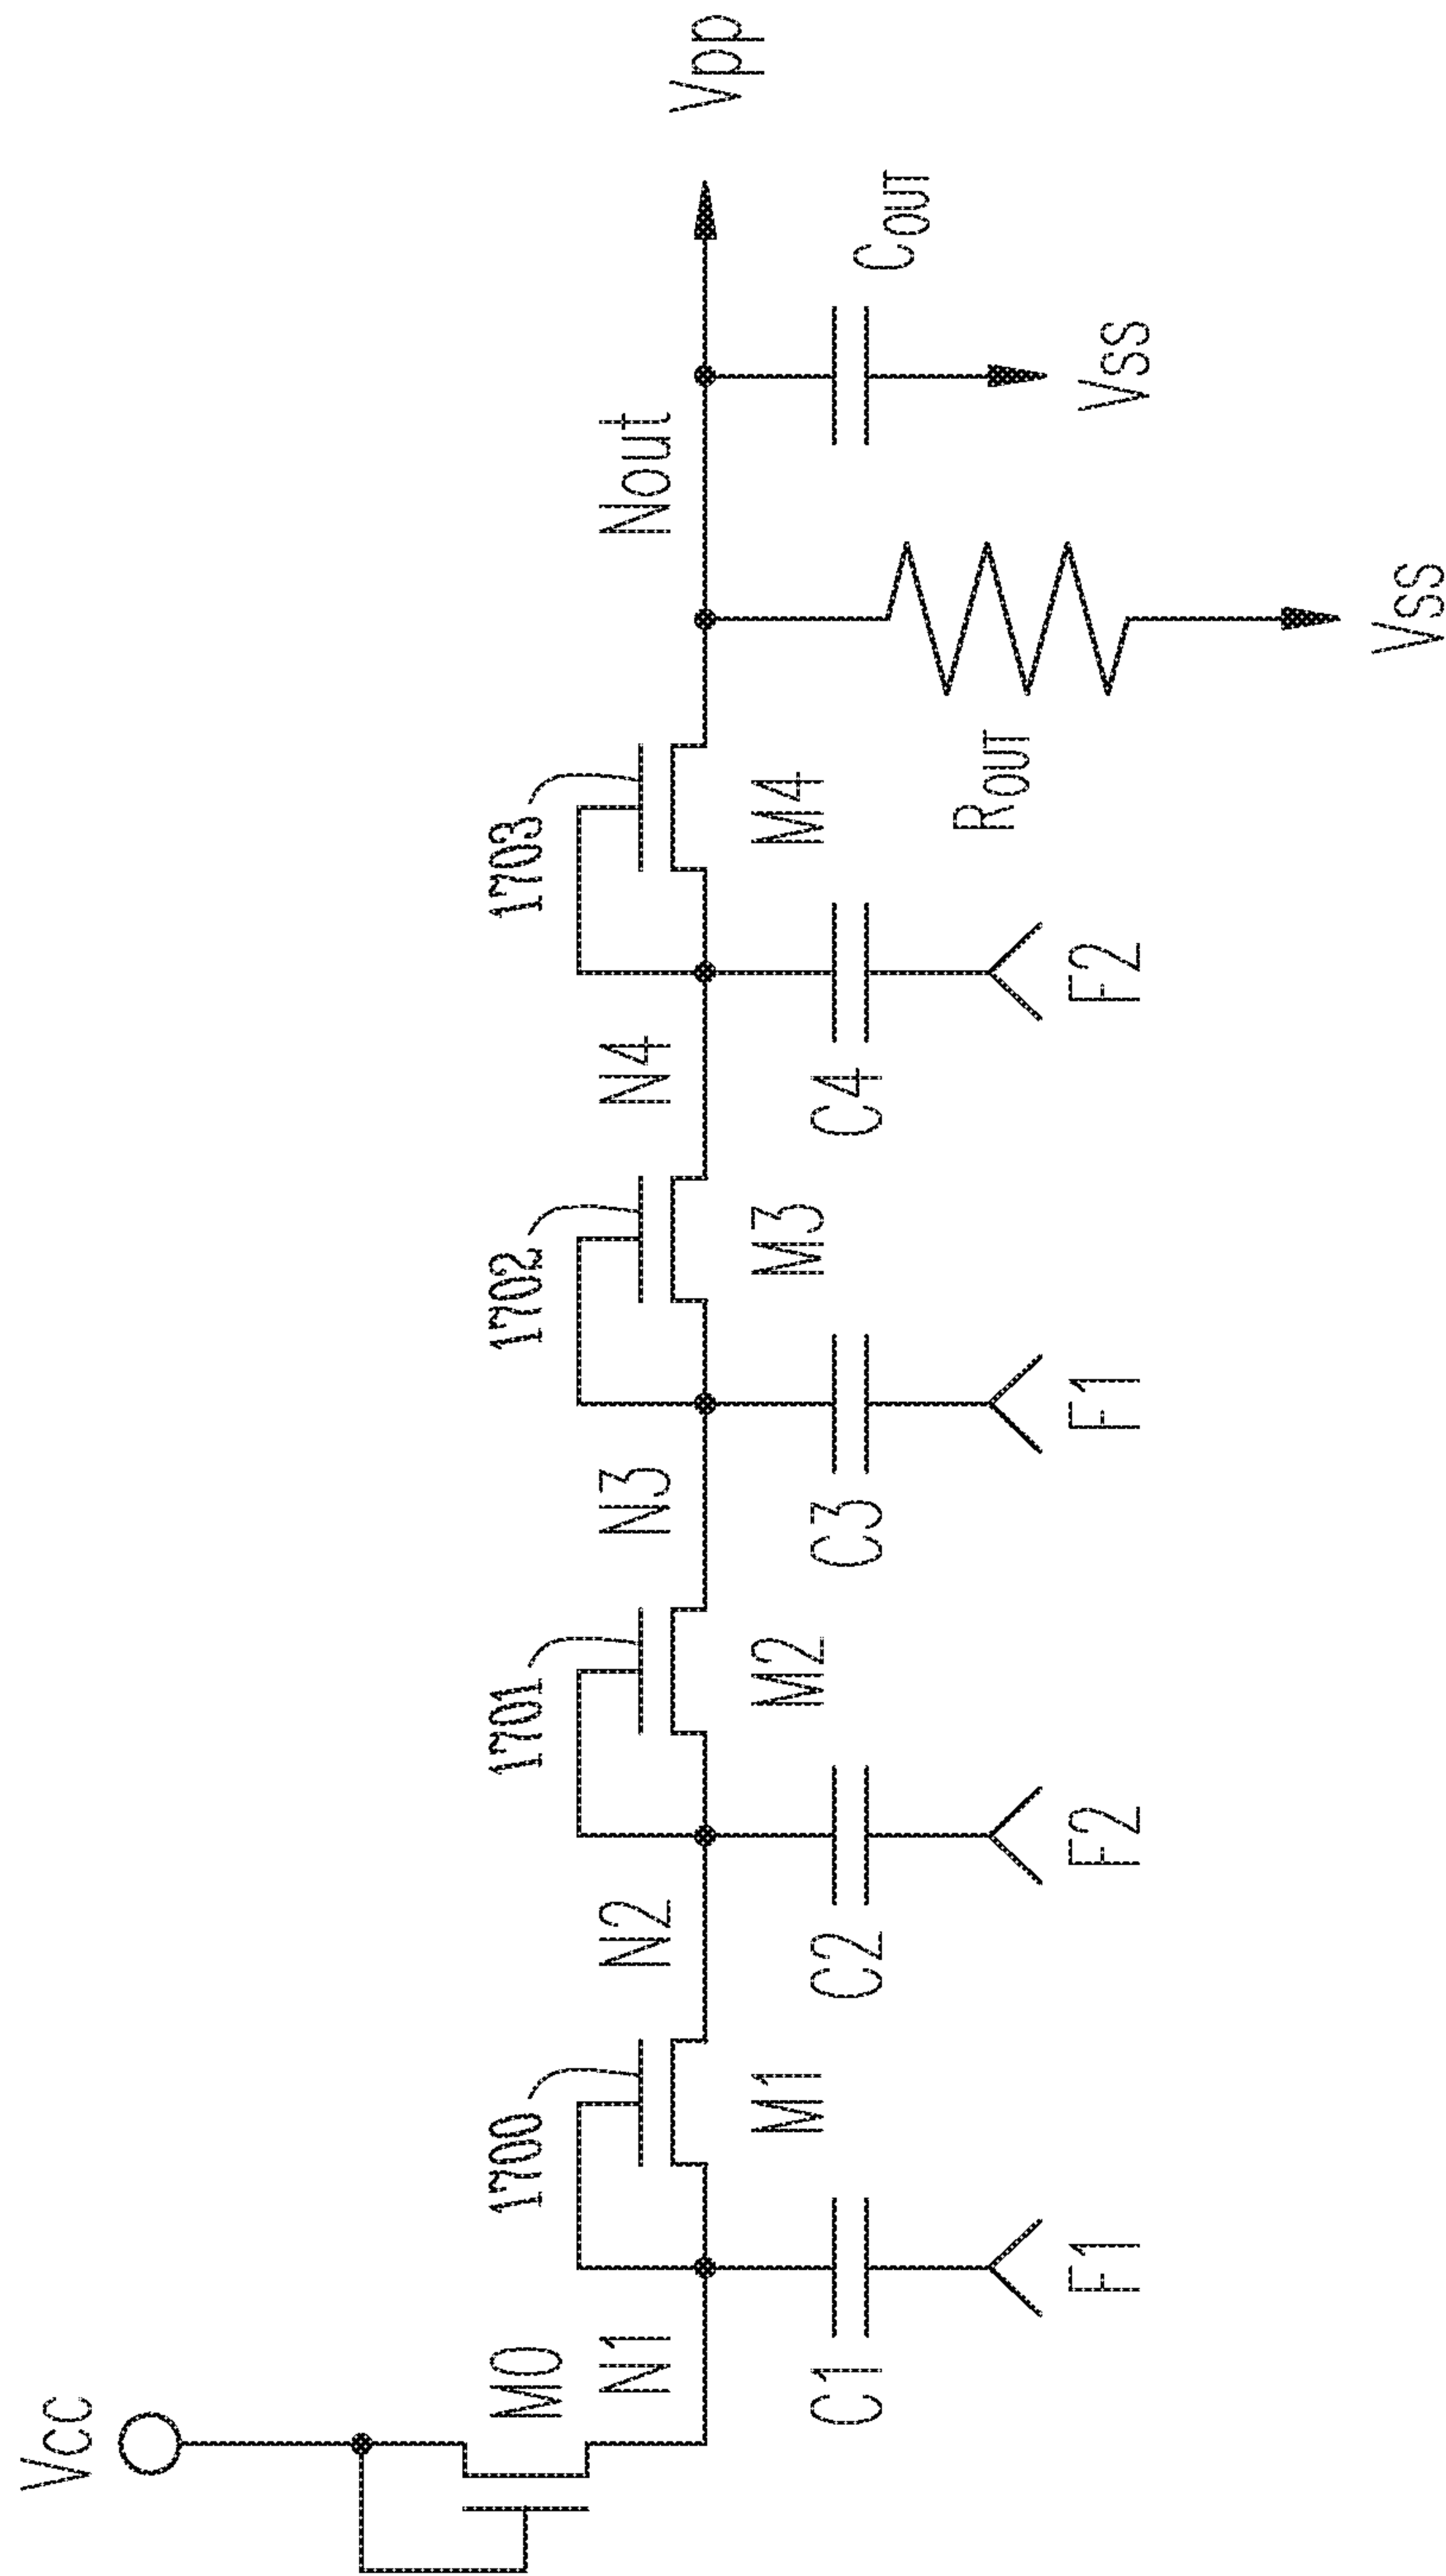 Vcc
M0
N1
C1
F1
1700
M1
N2
C2
F2
1701
M2
N3
C3
F1
1702
M3
N4
C4
F2
1703
M4
ROUT
VSS
Nout
COUT
VSS
Vpp